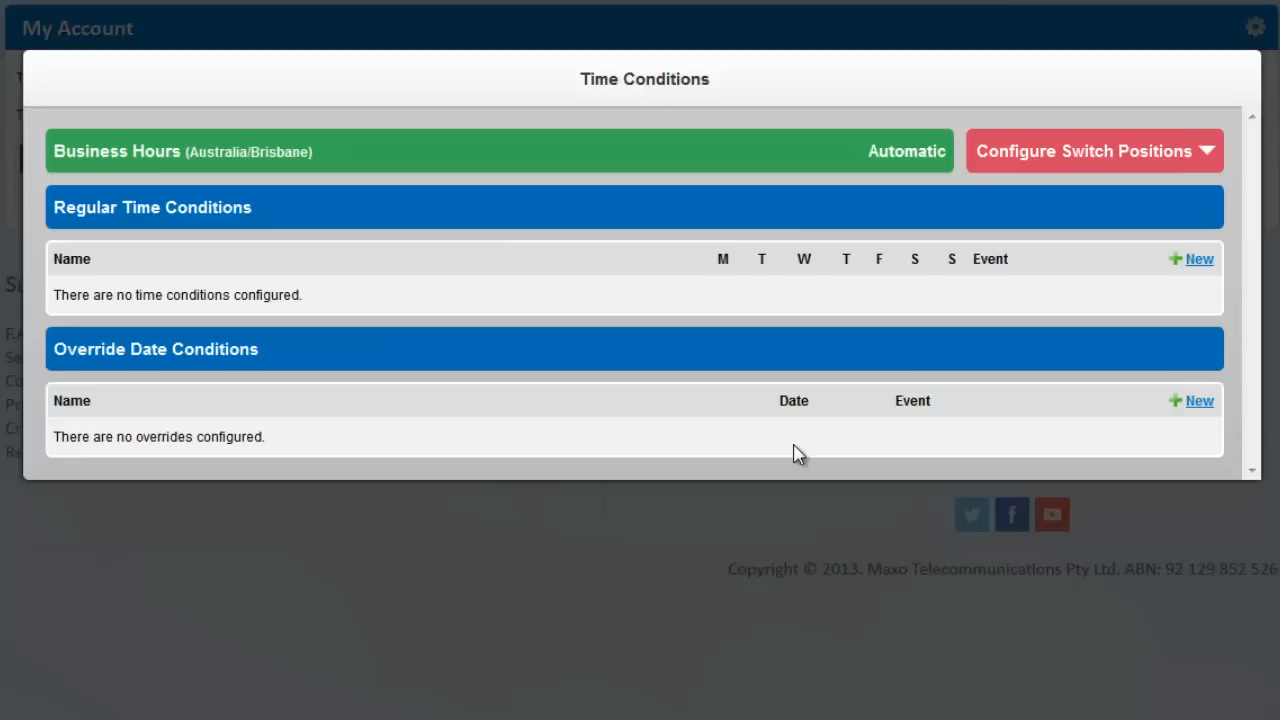 My Account
Time Conditions
Business Hours (Australia/Brisbane) Automatic Configure Switch Positions
Regular Time Conditions
Name M T W T F S S Event New
There are no time conditions configured.
Override Date Conditions
Name Date Event New
There are no overrides configured.
Copyright © 2013. Maxo Telecommunications Pty Ltd. ABN: 92 129 852 526